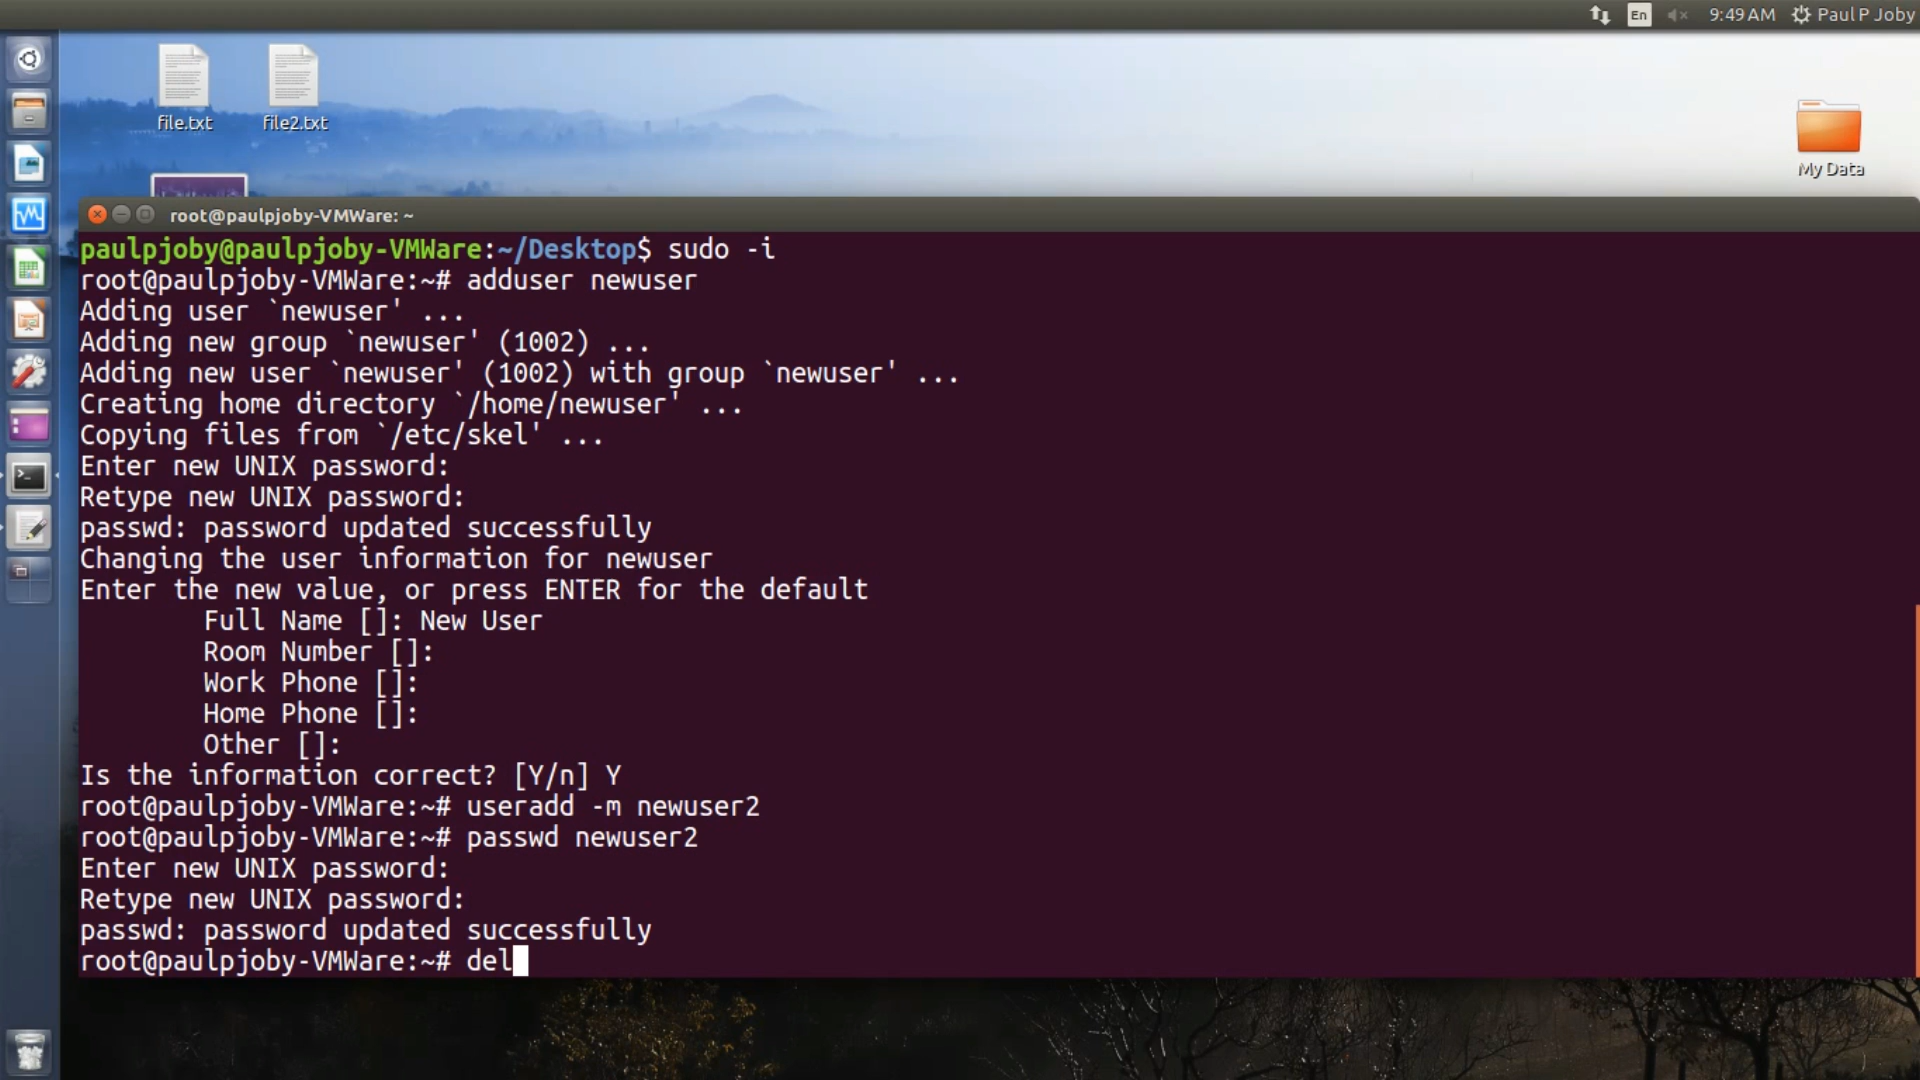 En
9:49 AM
Paul P Joby
file.txt
file2.txt
My Data
root@paulpjoby-VMWare: ~
paulpjoby@paulpjoby-VMWare:~/Desktop$ sudo -i
root@paulpjoby-VMWare:~# adduser newuser
Adding user `newuser' ...
Adding new group `newuser' (1002) ...
Adding new user `newuser' (1002) with group `newuser' ...
Creating home directory `/home/newuser' ...
Copying files from `/etc/skel' ...
Enter new UNIX password:
Retype new UNIX password:
passwd: password updated successfully
Changing the user information for newuser
Enter the new value, or press ENTER for the default
Full Name []: New User
Room Number []:
Work Phone []:
Home Phone []:
Other []:
Is the information correct? [Y/n] Y
root@paulpjoby-VMWare:~# useradd -m newuser2
root@paulpjoby-VMWare:~# passwd newuser2
Enter new UNIX password:
Retype new UNIX password:
passwd: password updated successfully
root@paulpjoby-VMWare:~# del